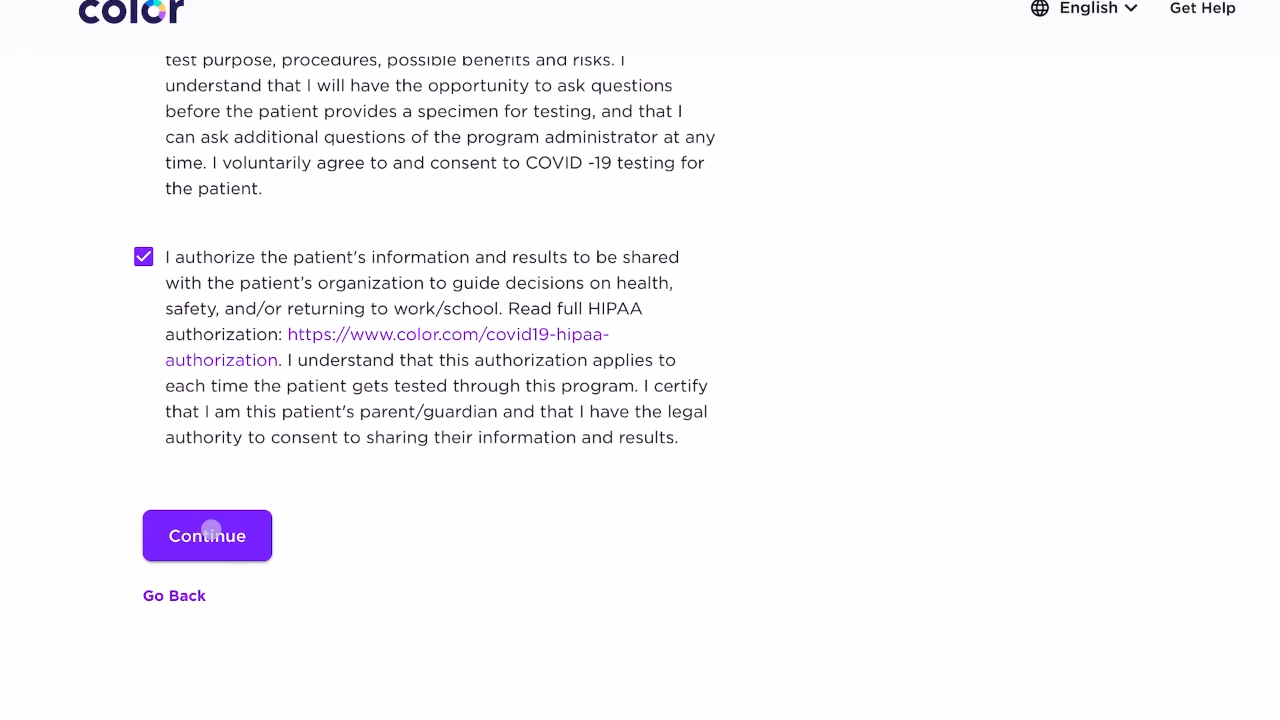 color
English
Get Help
test purpose, procedures, possible benefits and risks. I
understand that I will have the opportunity to ask questions
before the patient provides a specimen for testing, and that I
can ask additional questions of the program administrator at any
time. I voluntarily agree to and consent to COVID -19 testing for
the patient.
I authorize the patient's information and results to be shared
with the patient’s organization to guide decisions on health,
safety, and/or returning to work/school. Read full HIPAA
authorization: https://www.color.com/covid19-hipaa-
authorization. I understand that this authorization applies to
each time the patient gets tested through this program. I certify
that I am this patient's parent/guardian and that I have the legal
authority to consent to sharing their information and results.
Continue
Go Back